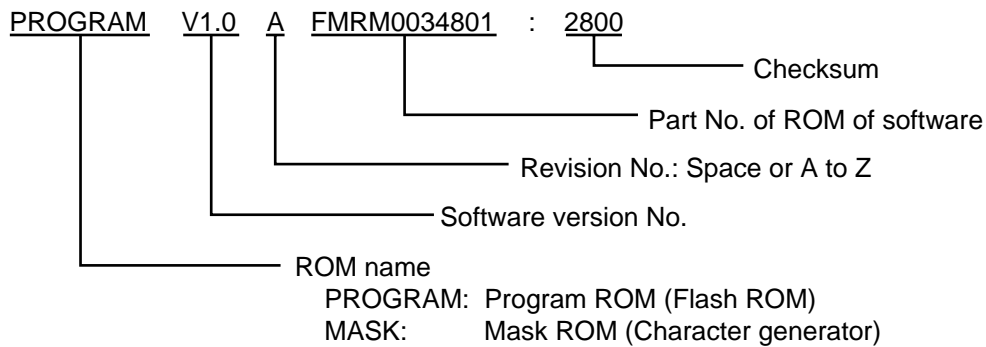 PROGRAM V1.0 A FMRM0034801 : 2800
Checksum
Part No. of ROM of software
Revision No.: Space or A to Z
Software version No.
ROM name
PROGRAM: Program ROM (Flash ROM)
MASK: Mask ROM (Character generator)